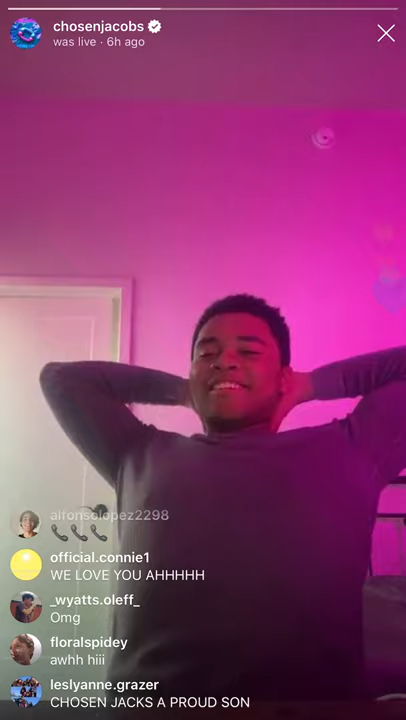 chosenjacobs
was live · 6h ago
alfonsolopez2298
📞📞📞
official.connie1
WE LOVE YOU AHHHHH
_wyatts.oleff_
Omg
floralspidey
awhh hiii
leslyanne.grazer
CHOSEN JACKS A PROUD SON